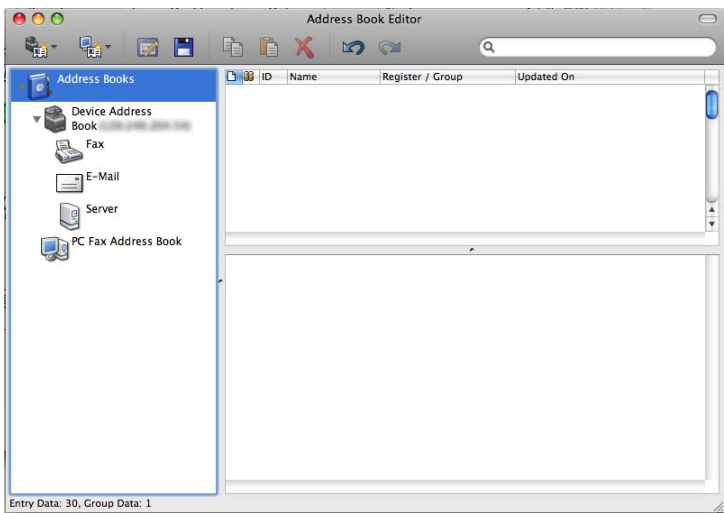 Address Book Editor
ID Name Register / Group Updated On
Address Books
Device Address
Book
Fax
E-Mail
Server
PC Fax Address Book
Entry Data: 30, Group Data: 1